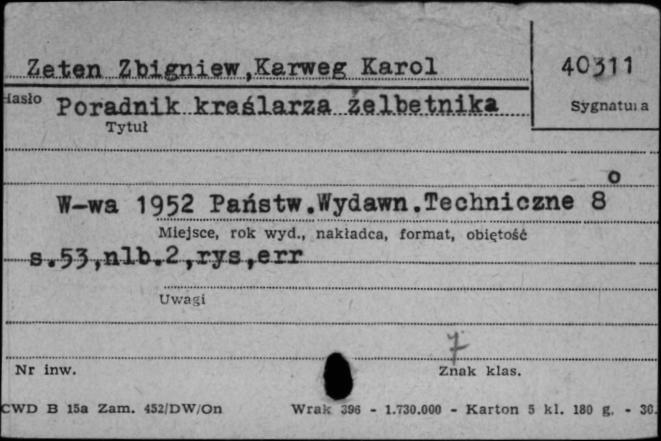 Zeten Zbigniew,Karweg Karol
40311
Hasło Poradnik kreślarza żelbetnika
Sygnatura
Tytuł
W-wa 1952 Państw.Wydawn.Techniczne 8°
Miejsce, rok wyd., nakładca, format, objętość
s.53,nlb.2,rys,err
Uwagi
7
Nr inw.
Znak klas.
CWD B 15a Zam. 452/DW/On Wrak 396 - 1.730.000 - Karton 5 kl. 180 g. - 30.